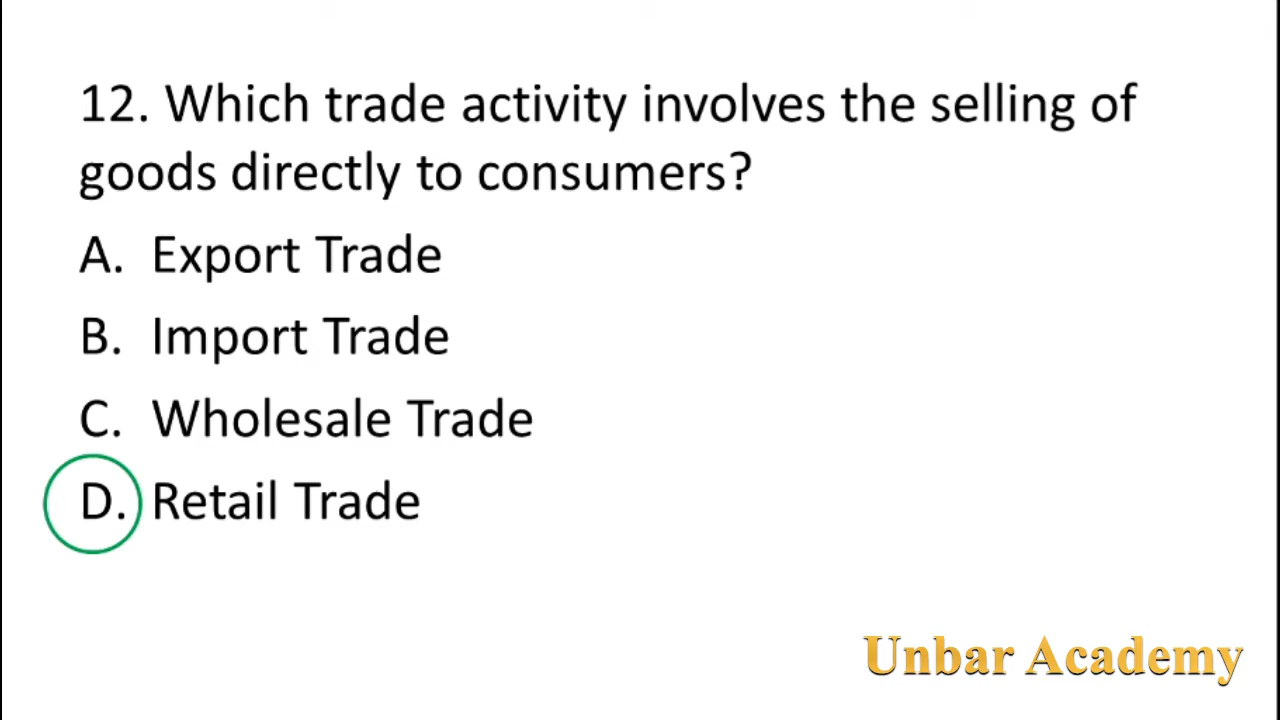 12. Which trade activity involves the selling of
goods directly to consumers?
A. Export Trade
B. Import Trade
C. Wholesale Trade
D. Retail Trade
Unbar Academy